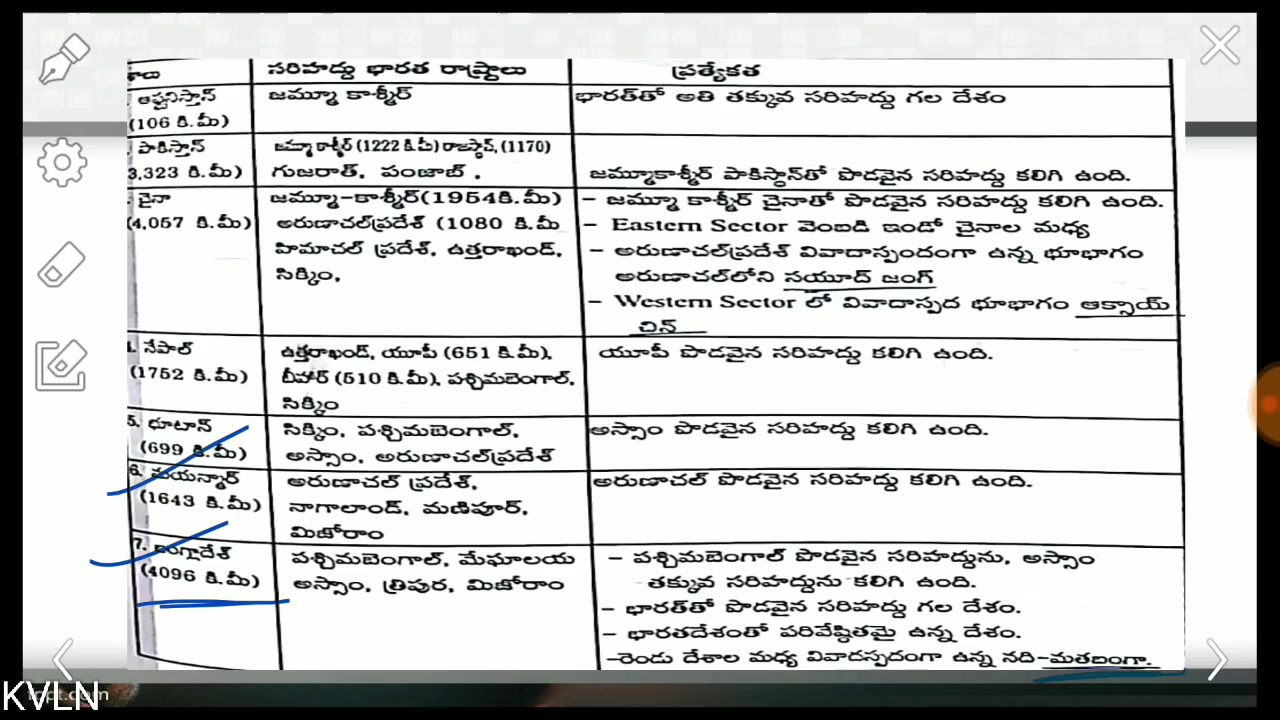 శాలు సరిహద్దు భారత రాష్ట్రాలు ప్రత్యేకత
ఆఫ్ఘనిస్తాన్ జమ్మూ కాశ్మీర్ భారత్‌తో అతి తక్కువ సరిహద్దు గల దేశం
(106 కి.మీ)
. పాకిస్తాన్ జమ్మూ కాశ్మీర్ (1222 కి.మీ) రాజస్థాన్, (1170)
3,323 కి.మీ) గుజరాత్, పంజాబ్ . జమ్మూకాశ్మీర్ పాకిస్థాన్‌తో పొడవైన సరిహద్దు కలిగి ఉంది.
. చైనా జమ్మూ-కాశ్మీర్(1954కి.మీ) – జమ్మూ కాశ్మీర్ చైనాతో పొడవైన సరిహద్దు కలిగి ఉంది.
(4,057 కి.మీ) అరుణాచల్‌ప్రదేశ్ (1080 కి.మీ – Eastern Sector వెంబడి ఇండో చైనాల మధ్య
హిమాచల్ ప్రదేశ్, ఉత్తరాఖండ్, – అరుణాచల్‌ప్రదేశ్ వివాదాస్పందంగా ఉన్న భూభాగం
సిక్కిం, అరుణాచల్‌లోని సయూద్ జంగ్
– Western Sector లో వివాదాస్పద భూభాగం ఆక్సాయ్
చిన్
. నేపాల్ ఉత్తరాఖండ్, యూపీ (651 కి.మీ), యూపీ పొడవైన సరిహద్దు కలిగి ఉంది.
(1752 కి.మీ) బీహార్ (510 కి.మీ), పశ్చిమబెంగాల్,
సిక్కిం
5. భూటాన్ సిక్కిం, పశ్చిమబెంగాల్, అస్సాం పొడవైన సరిహద్దు కలిగి ఉంది.
(699 కి.మీ) అస్సాం, అరుణాచల్‌ప్రదేశ్
6. మయన్మార్ అరుణాచల్ ప్రదేశ్, అరుణాచల్ పొడవైన సరిహద్దు కలిగి ఉంది.
(1643 కి.మీ) నాగాలాండ్, మణిపూర్,
మిజోరాం
7. బంగ్లాదేశ్ పశ్చిమబెంగాల్, మేఘాలయ – పశ్చిమబెంగాల్ పొడవైన సరిహద్దును, అస్సాం
(4096 కి.మీ) అస్సాం, త్రిపుర, మిజోరాం తక్కువ సరిహద్దును కలిగి ఉంది.
– భారత్‌తో పొడవైన సరిహద్దు గల దేశం.
– భారతదేశంతో పరివేష్ఠితమై ఉన్న దేశం.
–రెండు దేశాల మధ్య వివాదస్పదంగా ఉన్న నది–మతబంగా.
KVLN